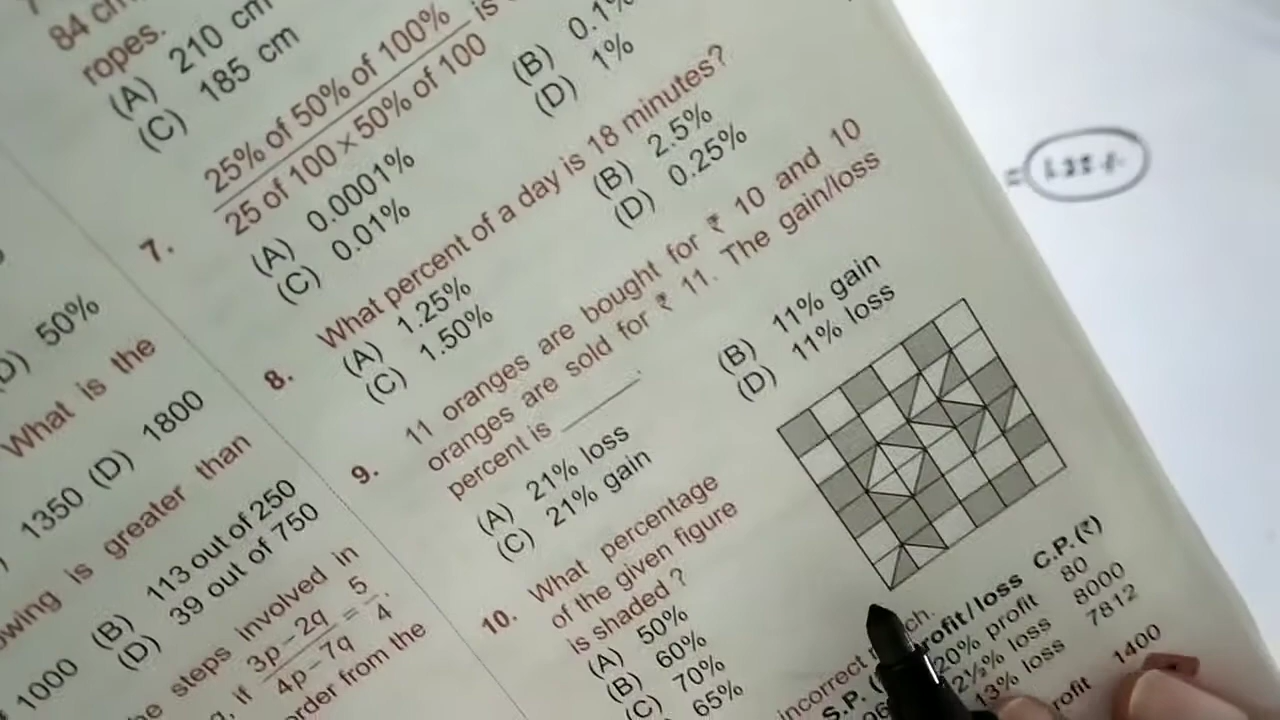 84 cm
ropes.
(A) 210 cm
(C) 185 cm
50%
What is the
1350 (D) 1800
greater than
1000 (B) 113 out of 250
(D) 39 out of 750
steps involved in
if 3p – 2q / 4p – 7q = 5/4.
order from the
7. 25% of 50% of 100% / 25 of 100 × 50% of 100 is
(A) 0.0001% (B) 0.1%
(C) 0.01% (D) 1%
8. What percent of a day is 18 minutes?
(A) 1.25% (B) 2.5%
(C) 1.50% (D) 0.25%
9. 11 oranges are bought for ₹ 10 and 10
oranges are sold for ₹ 11. The gain/loss
percent is ______.
(A) 21% loss (B) 11% gain
(C) 21% gain (D) 11% loss
10. What percentage
of the given figure
is shaded ?
(A) 50%
(B) 60%
(C) 70%
65%
incorrect
S.P. profit/loss C.P.(₹)
20% profit 80
12½% loss 8000
13% loss 7812
1400
= 1.25%